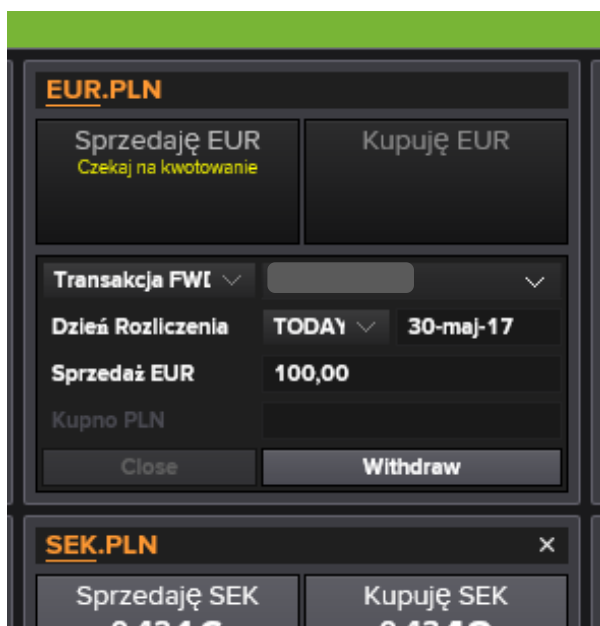 EUR.PLN
Sprzedaję EUR Kupuję EUR
Czekaj na kwotowanie
Transakcja FWD
Dzień Rozliczenia TODAY 30-maj-17
Sprzedaż EUR 100,00
Kupno PLN
Close Withdraw
SEK.PLN ×
Sprzedaję SEK Kupuję SEK